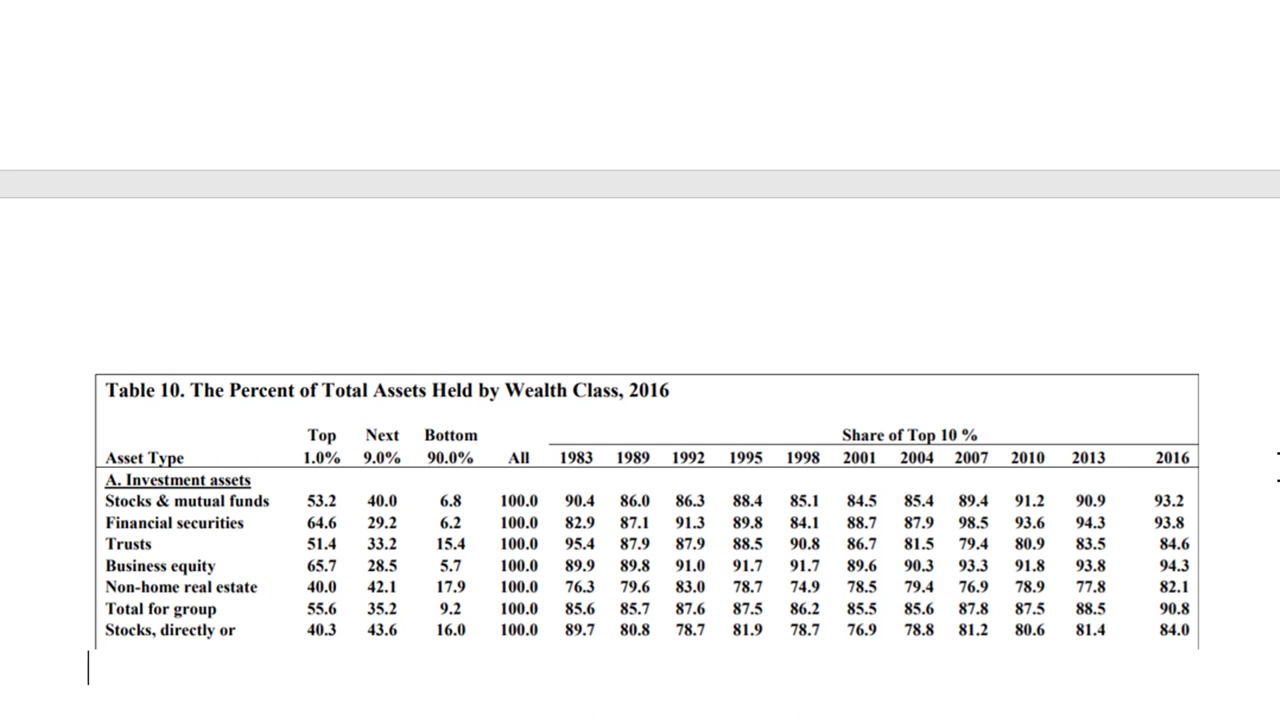 Table 10. The Percent of Total Assets Held by Wealth Class, 2016
Top Next Bottom Share of Top 10 %
Asset Type 1.0% 9.0% 90.0% All 1983 1989 1992 1995 1998 2001 2004 2007 2010 2013 2016
A. Investment assets
Stocks & mutual funds 53.2 40.0 6.8 100.0 90.4 86.0 86.3 88.4 85.1 84.5 85.4 89.4 91.2 90.9 93.2
Financial securities 64.6 29.2 6.2 100.0 82.9 87.1 91.3 89.8 84.1 88.7 87.9 98.5 93.6 94.3 93.8
Trusts 51.4 33.2 15.4 100.0 95.4 87.9 87.9 88.5 90.8 86.7 81.5 79.4 80.9 83.5 84.6
Business equity 65.7 28.5 5.7 100.0 89.9 89.8 91.0 91.7 91.7 89.6 90.3 93.3 91.8 93.8 94.3
Non-home real estate 40.0 42.1 17.9 100.0 76.3 79.6 83.0 78.7 74.9 78.5 79.4 76.9 78.9 77.8 82.1
Total for group 55.6 35.2 9.2 100.0 85.6 85.7 87.6 87.5 86.2 85.5 85.6 87.8 87.5 88.5 90.8
Stocks, directly or 40.3 43.6 16.0 100.0 89.7 80.8 78.7 81.9 78.7 76.9 78.8 81.2 80.6 81.4 84.0